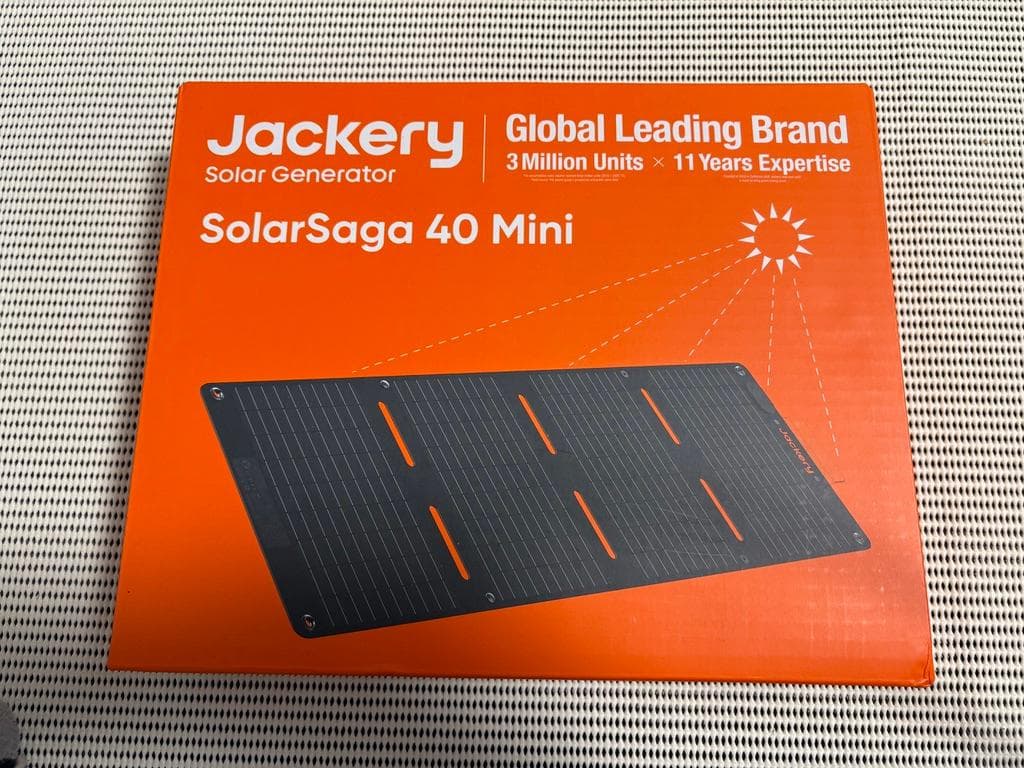 Jackery
Solar Generator
Global Leading Brand
3 Million Units × 11 Years Expertise
SolarSaga 40 Mini
Jackery